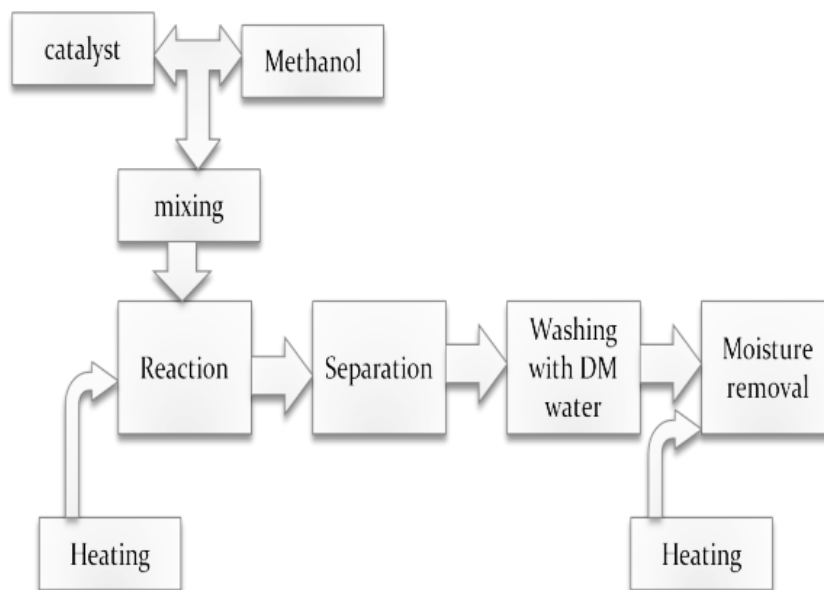 catalyst
Methanol
mixing
Reaction
Separation
Washing
with DM
water
Moisture
removal
Heating
Heating